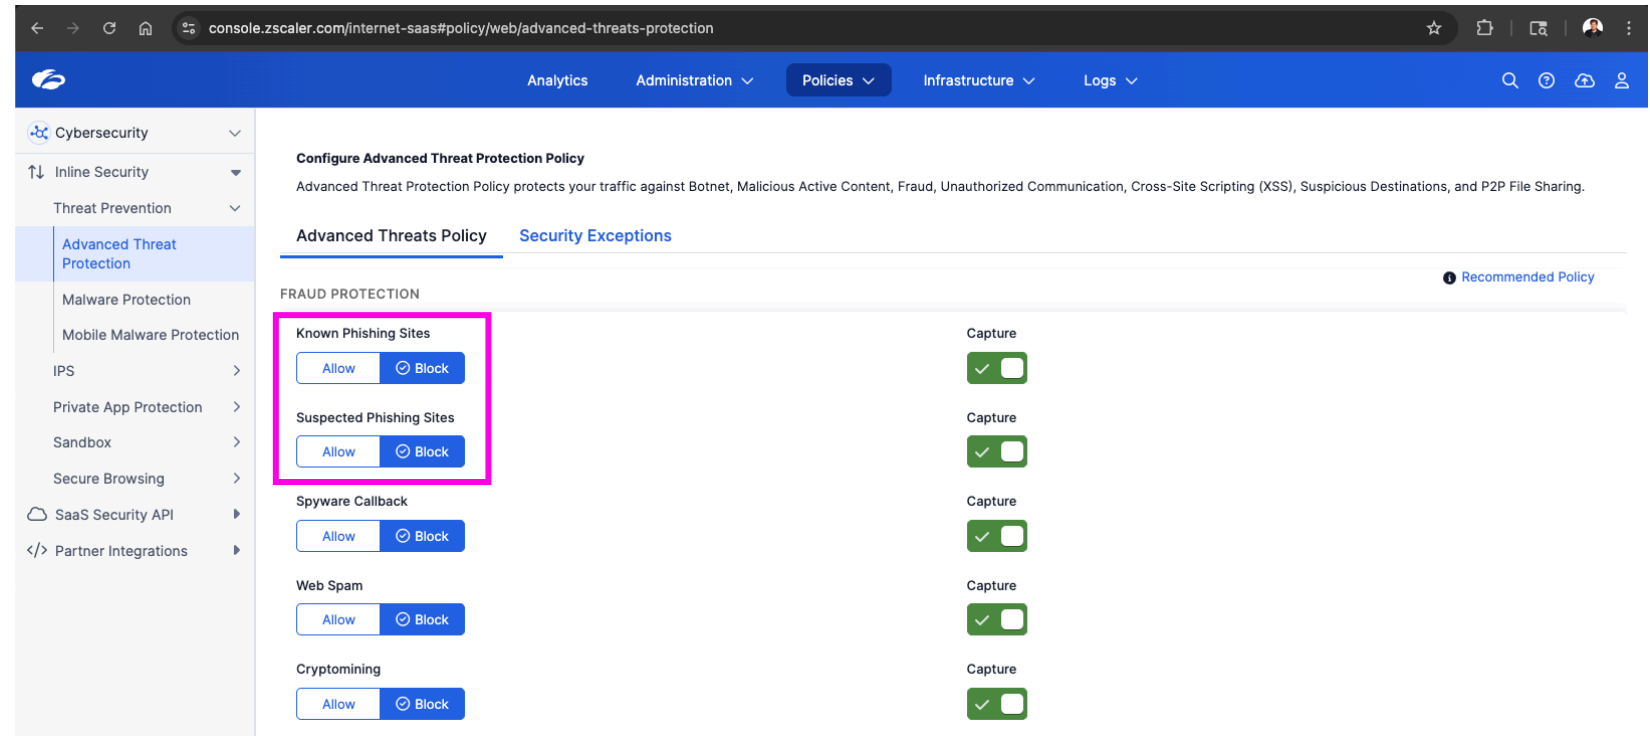 console.zscaler.com/internet-saas#policy/web/advanced-threats-protection
Analytics
Administration
Policies
Infrastructure
Logs
Cybersecurity
Inline Security
Threat Prevention
Advanced Threat
Protection
Malware Protection
Mobile Malware Protection
IPS
Private App Protection
Sandbox
Secure Browsing
SaaS Security API
Partner Integrations
Configure Advanced Threat Protection Policy
Advanced Threat Protection Policy protects your traffic against Botnet, Malicious Active Content, Fraud, Unauthorized Communication, Cross-Site Scripting (XSS), Suspicious Destinations, and P2P File Sharing.
Advanced Threats Policy Security Exceptions
Recommended Policy
FRAUD PROTECTION
Known Phishing Sites Capture
Allow Block
Suspected Phishing Sites Capture
Allow Block
Spyware Callback Capture
Allow Block
Web Spam Capture
Allow Block
Cryptomining Capture
Allow Block